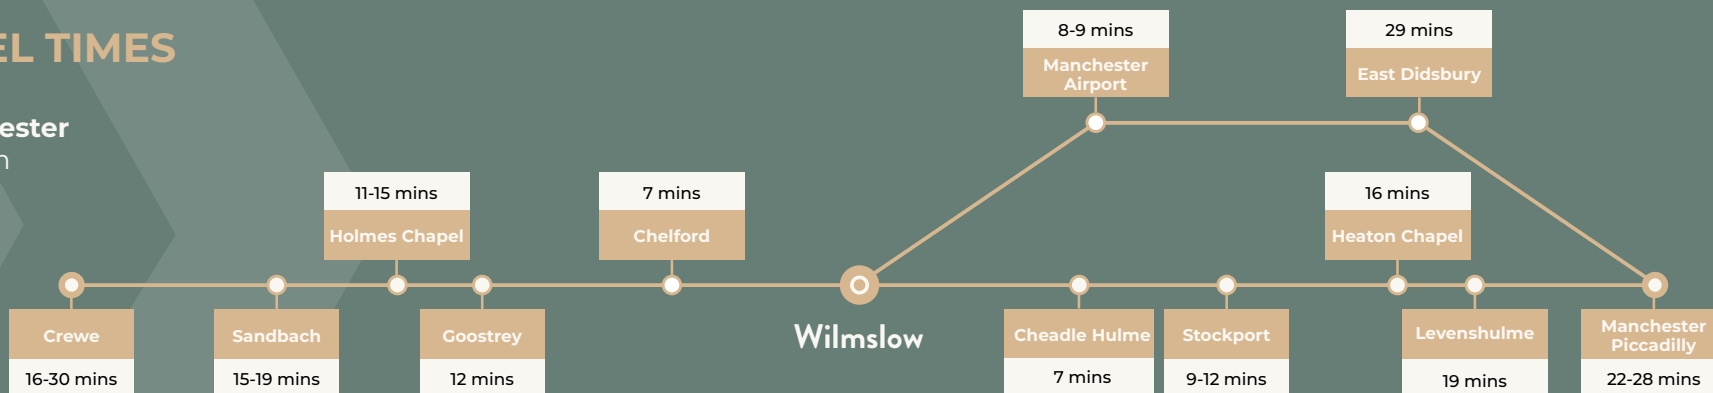 TIMES
8-9 mins
Manchester
Airport
29 mins
East Didsbury
11-15 mins
Holmes Chapel
7 mins
Chelford
16 mins
Heaton Chapel
Crewe
16-30 mins
Sandbach
15-19 mins
Goostrey
12 mins
Wilmslow
Cheadle Hulme
7 mins
Stockport
9-12 mins
Levenshulme
19 mins
Manchester
Piccadilly
22-28 mins